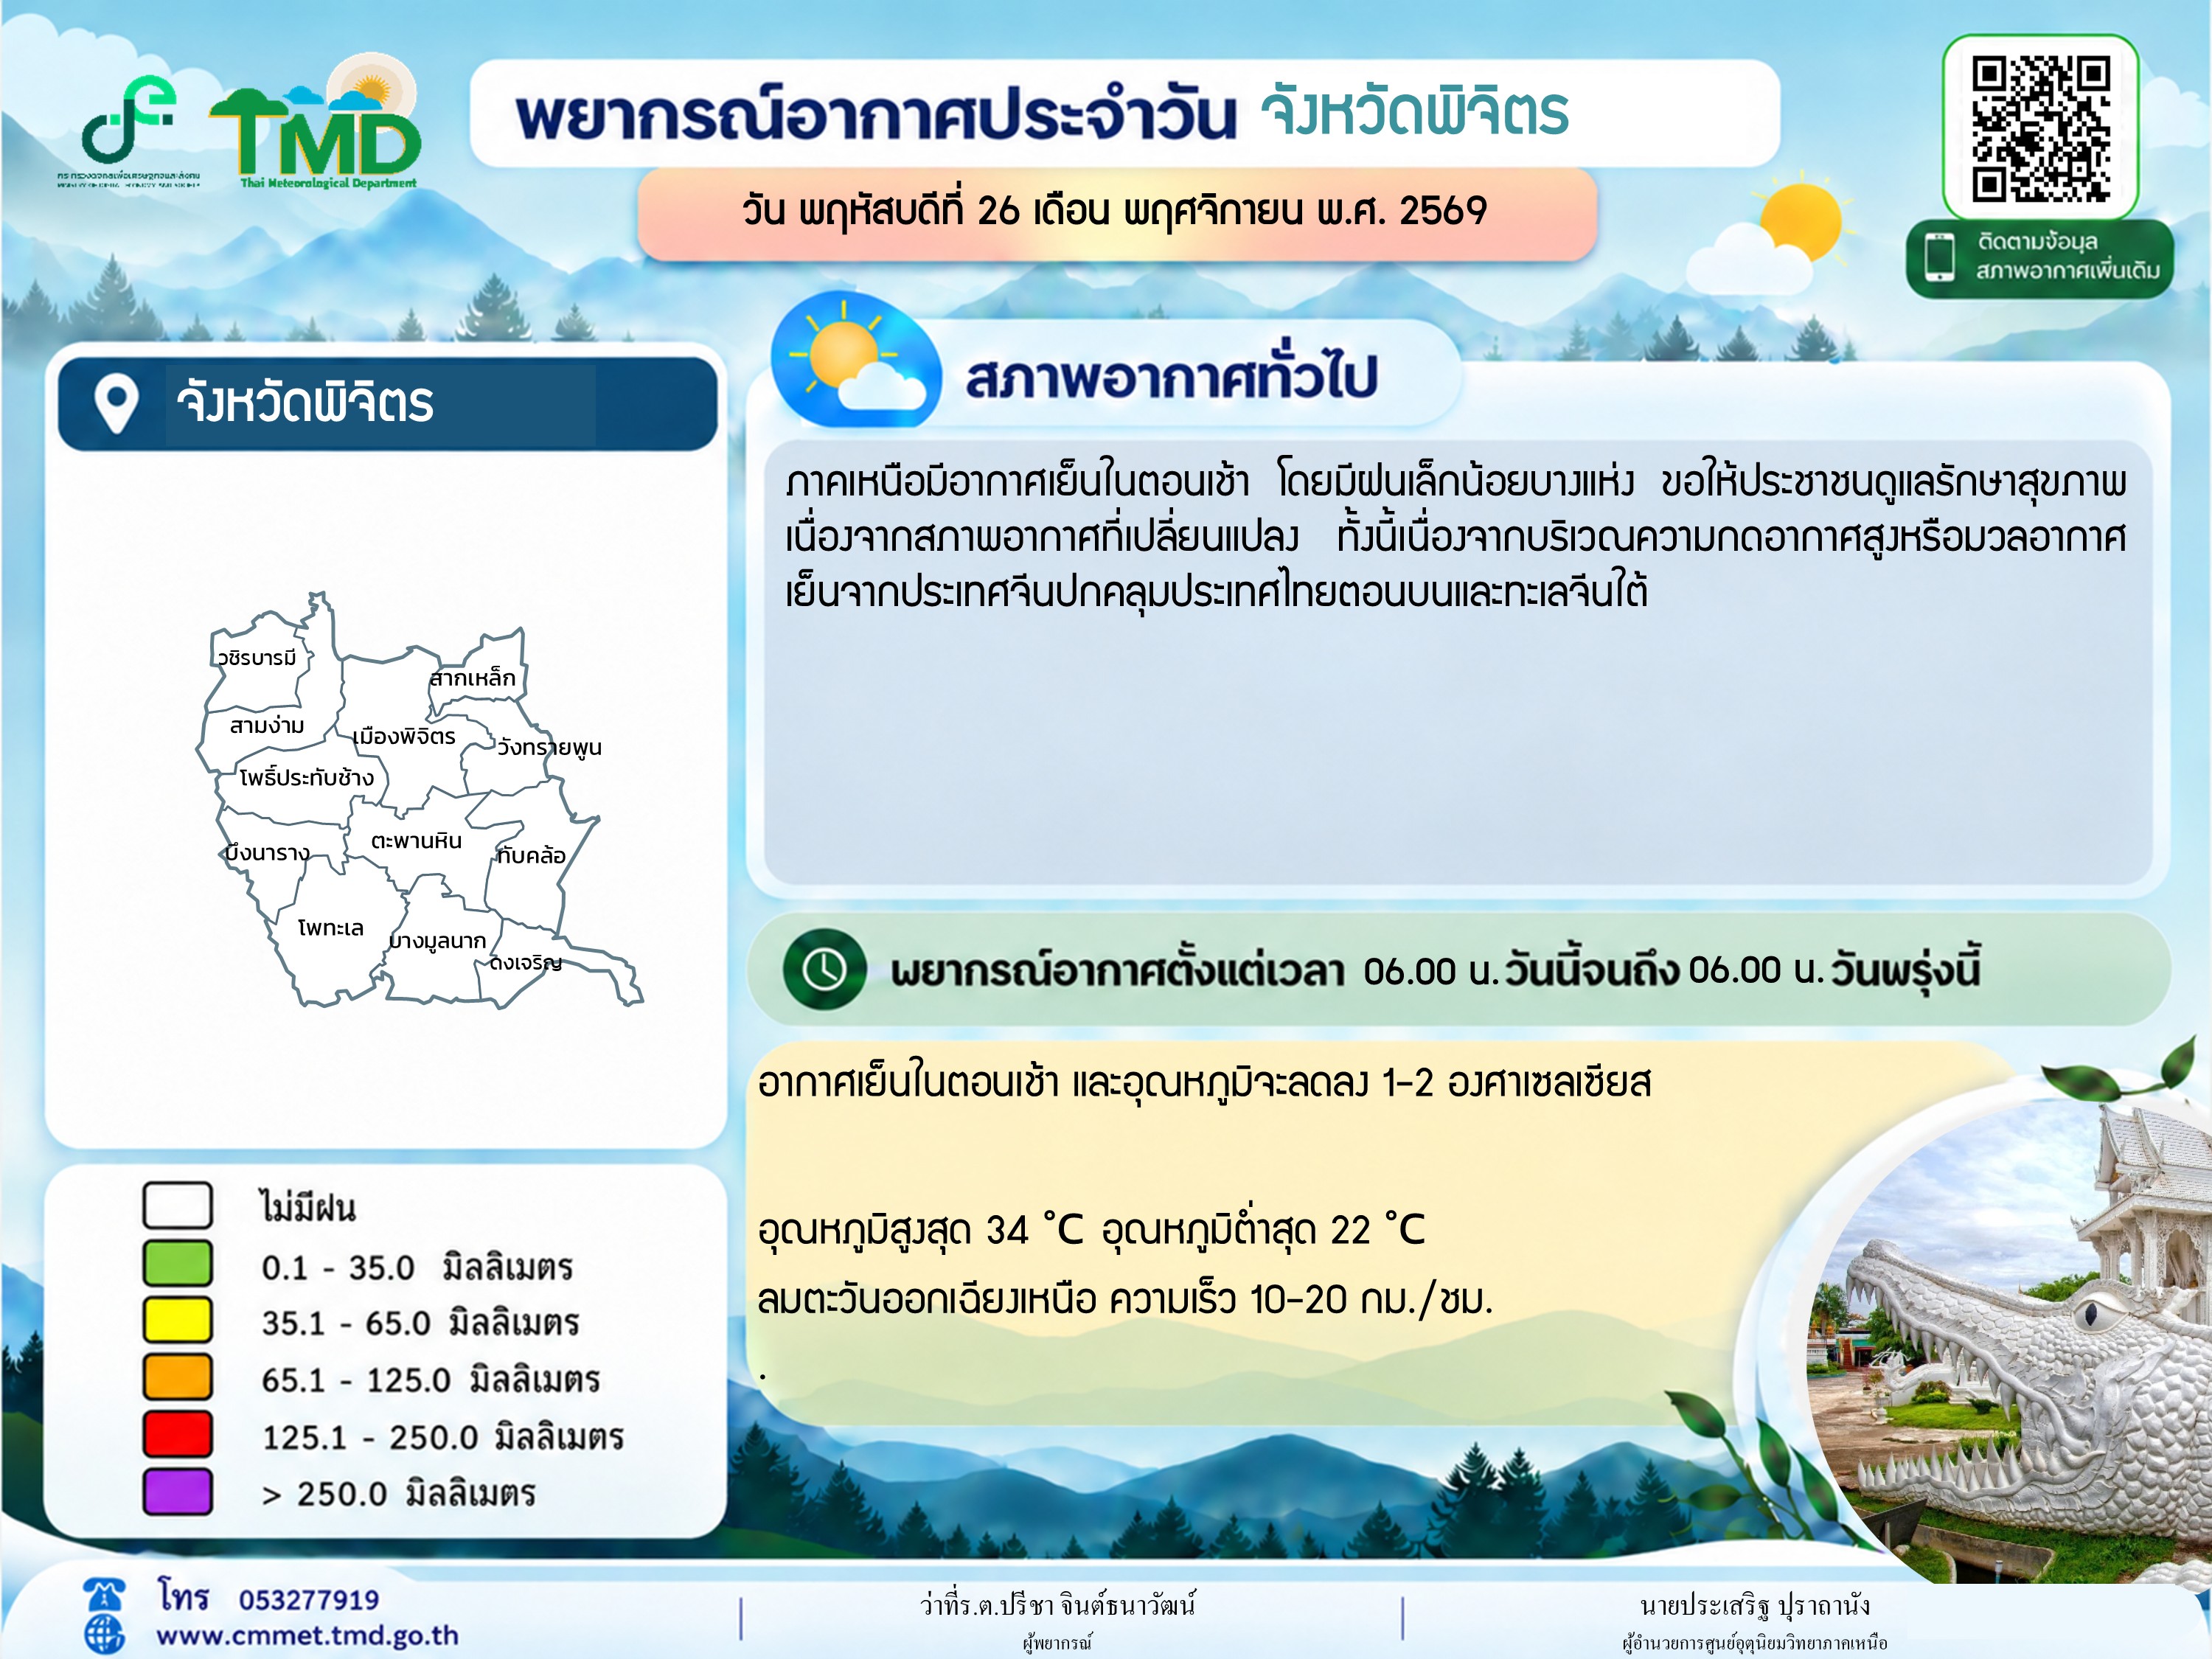 พยากรณ์อากาศประจำวัน จังหวัดพิจิตร
TMD
Thai Meteorological Department
วัน พฤหัสบดีที่ 26 เดือน พฤศจิกายน พ.ศ. 2569
ติดตามข้อมูล
สภาพอากาศเพิ่มเติม
จังหวัดพิจิตร
วชิรบารมี
สากเหล็ก
สามง่าม
เมืองพิจิตร
วังทรายพูน
โพธิ์ประทับช้าง
ตะพานหิน
บึงนาราง
ทับคล้อ
โพทะเล
บางมูลนาก
ดงเจริญ
ไม่มีฝน
0.1 - 35.0 มิลลิเมตร
35.1 - 65.0 มิลลิเมตร
65.1 - 125.0 มิลลิเมตร
125.1 - 250.0 มิลลิเมตร
> 250.0 มิลลิเมตร
สภาพอากาศทั่วไป
ภาคเหนือมีอากาศเย็นในตอนเช้า โดยมีฝนเล็กน้อยบางแห่ง ขอให้ประชาชนดูแลรักษาสุขภาพ
เนื่องจากสภาพอากาศที่เปลี่ยนแปลง ทั้งนี้เนื่องจากบริเวณความกดอากาศสูงหรือมวลอากาศ
เย็นจากประเทศจีนปกคลุมประเทศไทยตอนบนและทะเลจีนใต้
พยากรณ์อากาศตั้งแต่เวลา 06.00 น. วันนี้จนถึง 06.00 น. วันพรุ่งนี้
อากาศเย็นในตอนเช้า และอุณหภูมิจะลดลง 1-2 องศาเซลเซียส
อุณหภูมิสูงสุด 34 °C อุณหภูมิต่ำสุด 22 °C
ลมตะวันออกเฉียงเหนือ ความเร็ว 10-20 กม./ชม.
.
โทร 053277919
www.cmmet.tmd.go.th
ว่าที่ร.ต.ปรีชา จินต์ธนาวัฒน์
ผู้พยากรณ์
นายประเสริฐ ปุราถานัง
ผู้อำนวยการศูนย์อุตุนิยมวิทยาภาคเหนือ